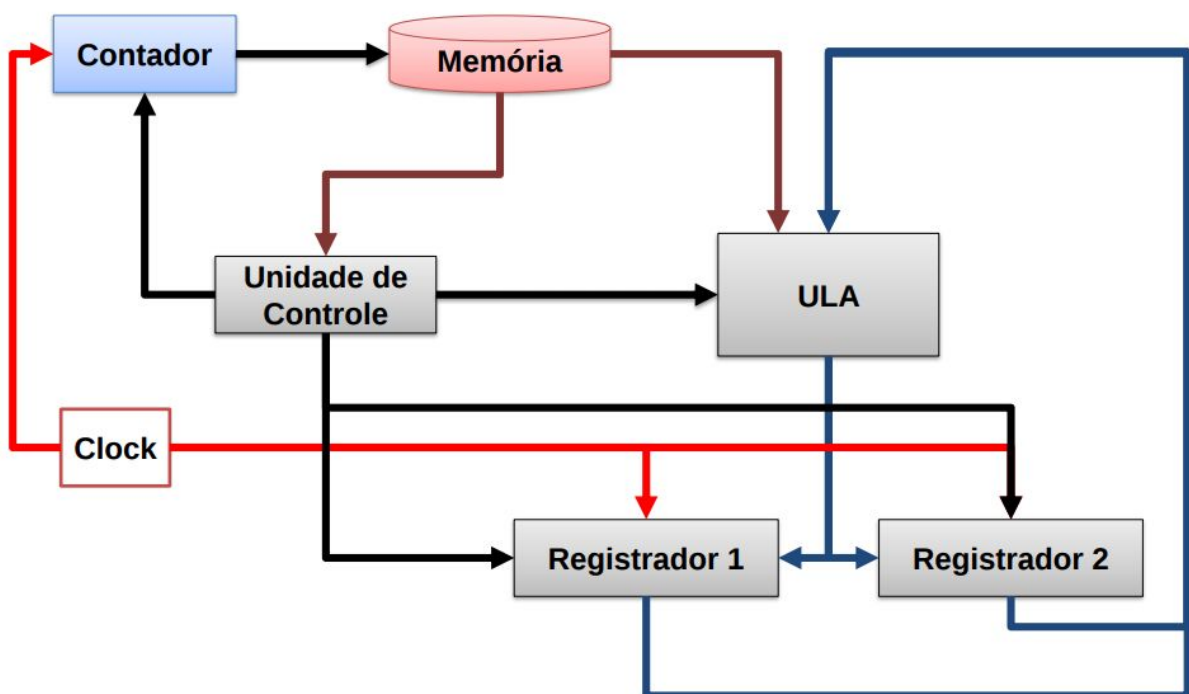 Contador
Memória
Unidade de
Controle
ULA
Clock
Registrador 1
Registrador 2